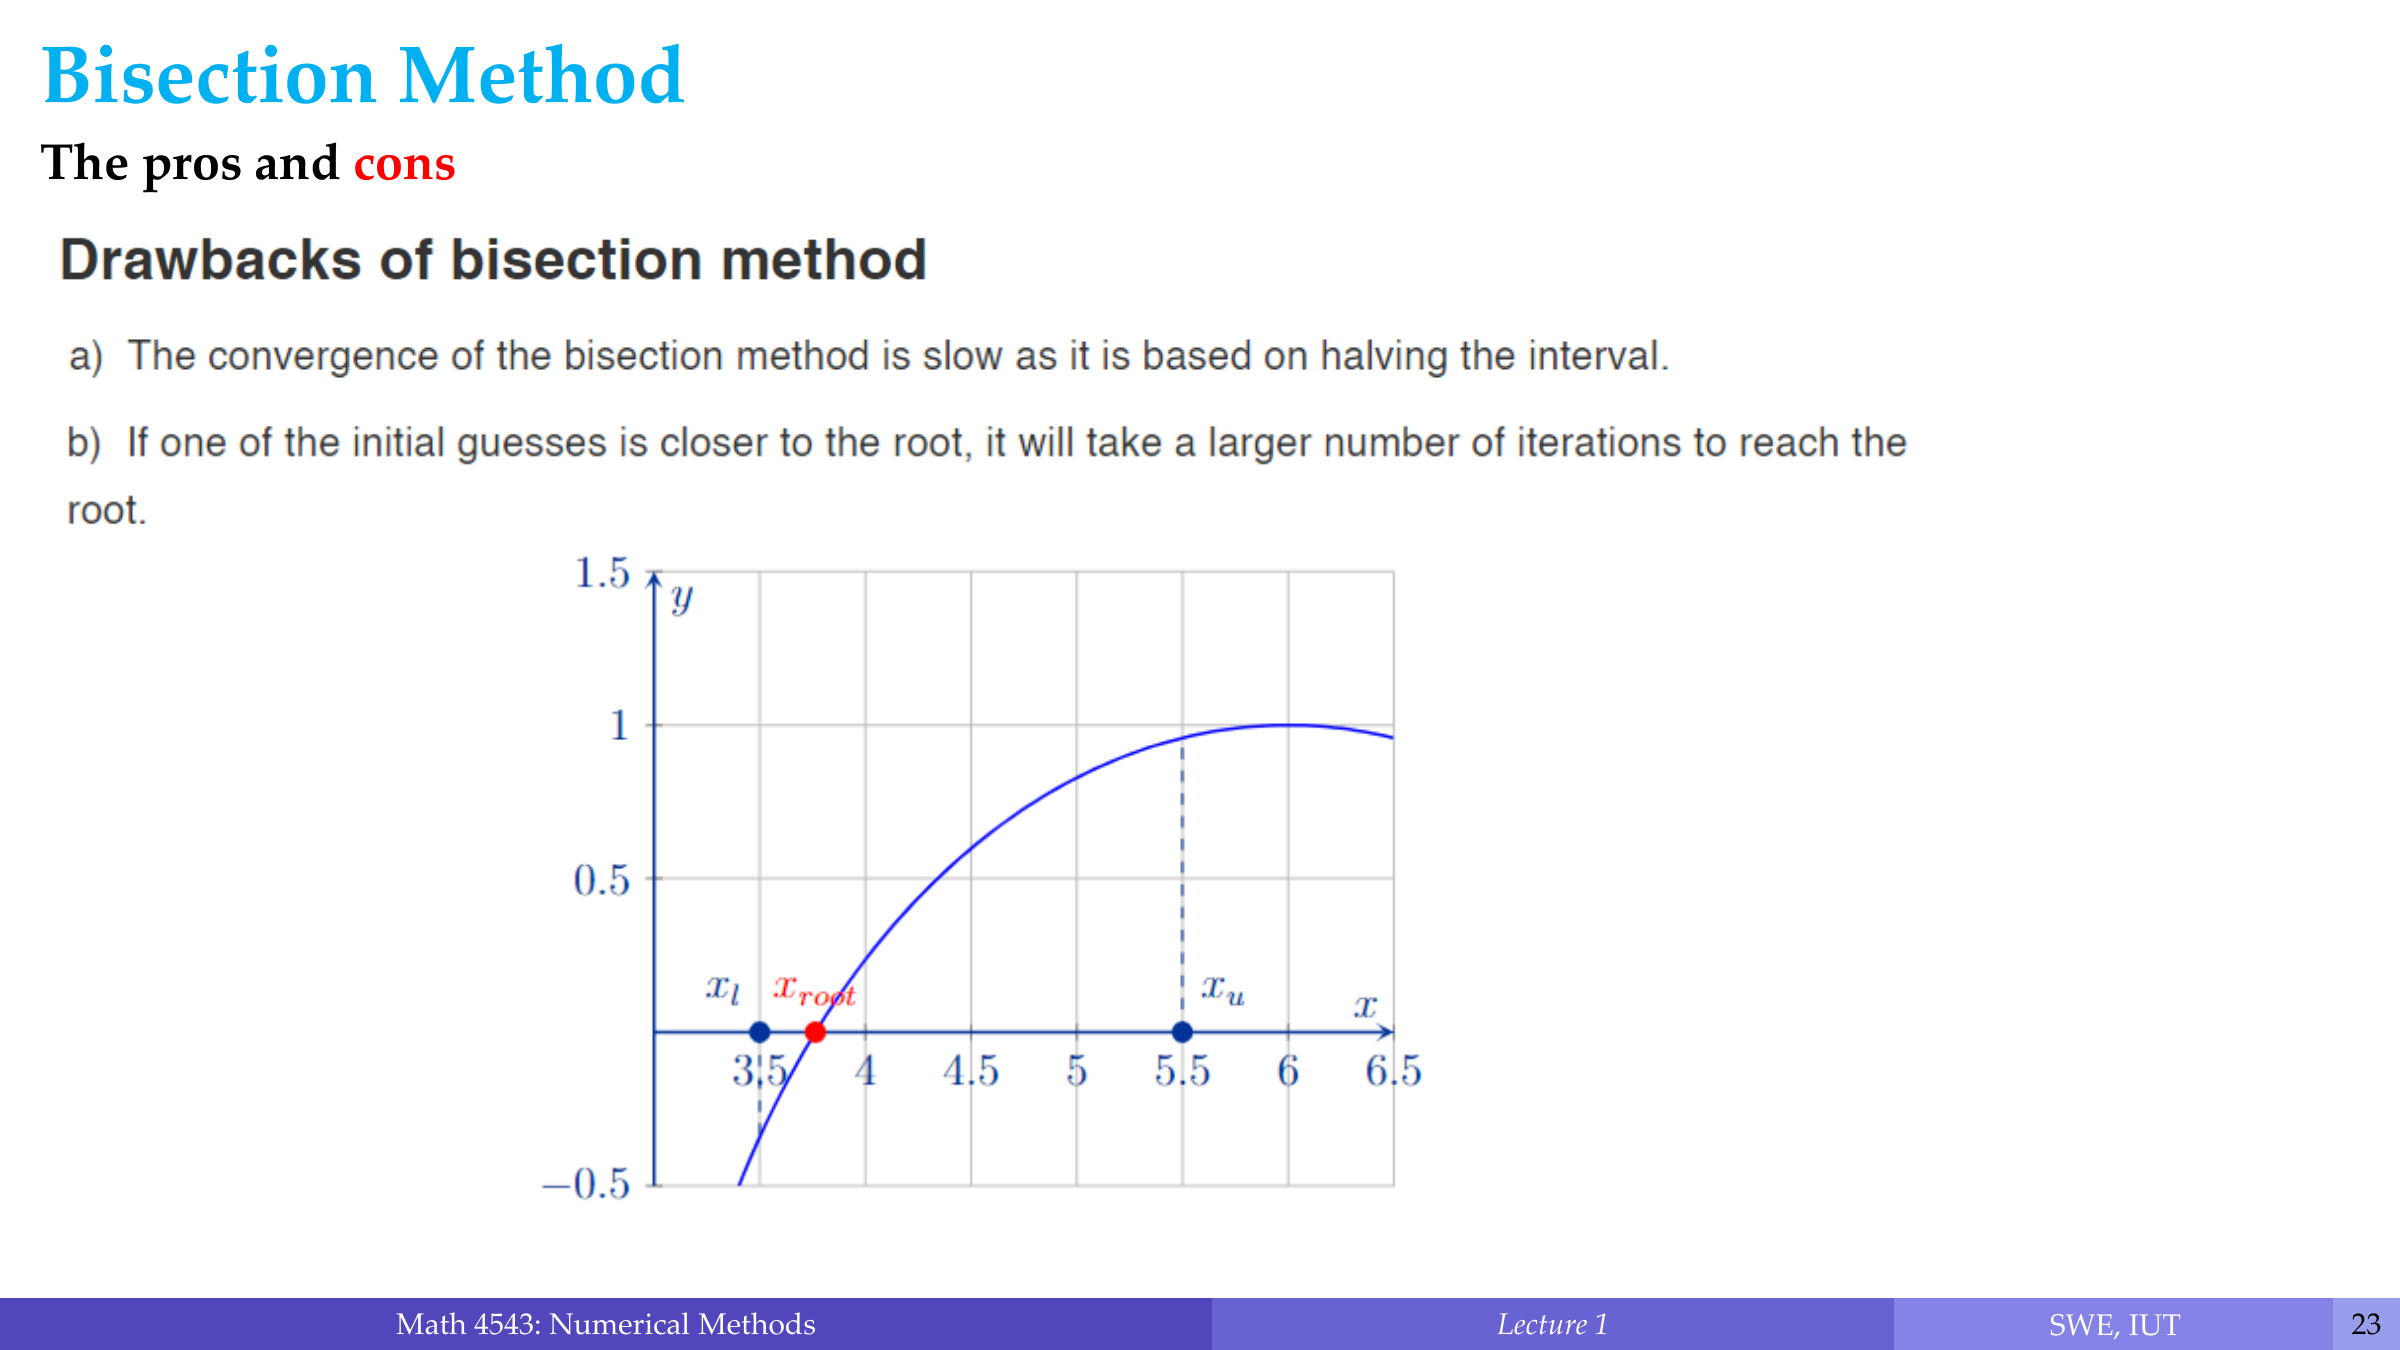 Bisection Method
The pros and cons
Drawbacks of bisection method
a) The convergence of the bisection method is slow as it is based on halving the interval.
b) If one of the initial guesses is closer to the root, it will take a larger number of iterations to reach the
root.
1.5
y
1
0.5
x_l x_root x_u x
3.5 4 4.5 5 5.5 6 6.5
−0.5
Math 4543: Numerical Methods Lecture 1 SWE, IUT 23